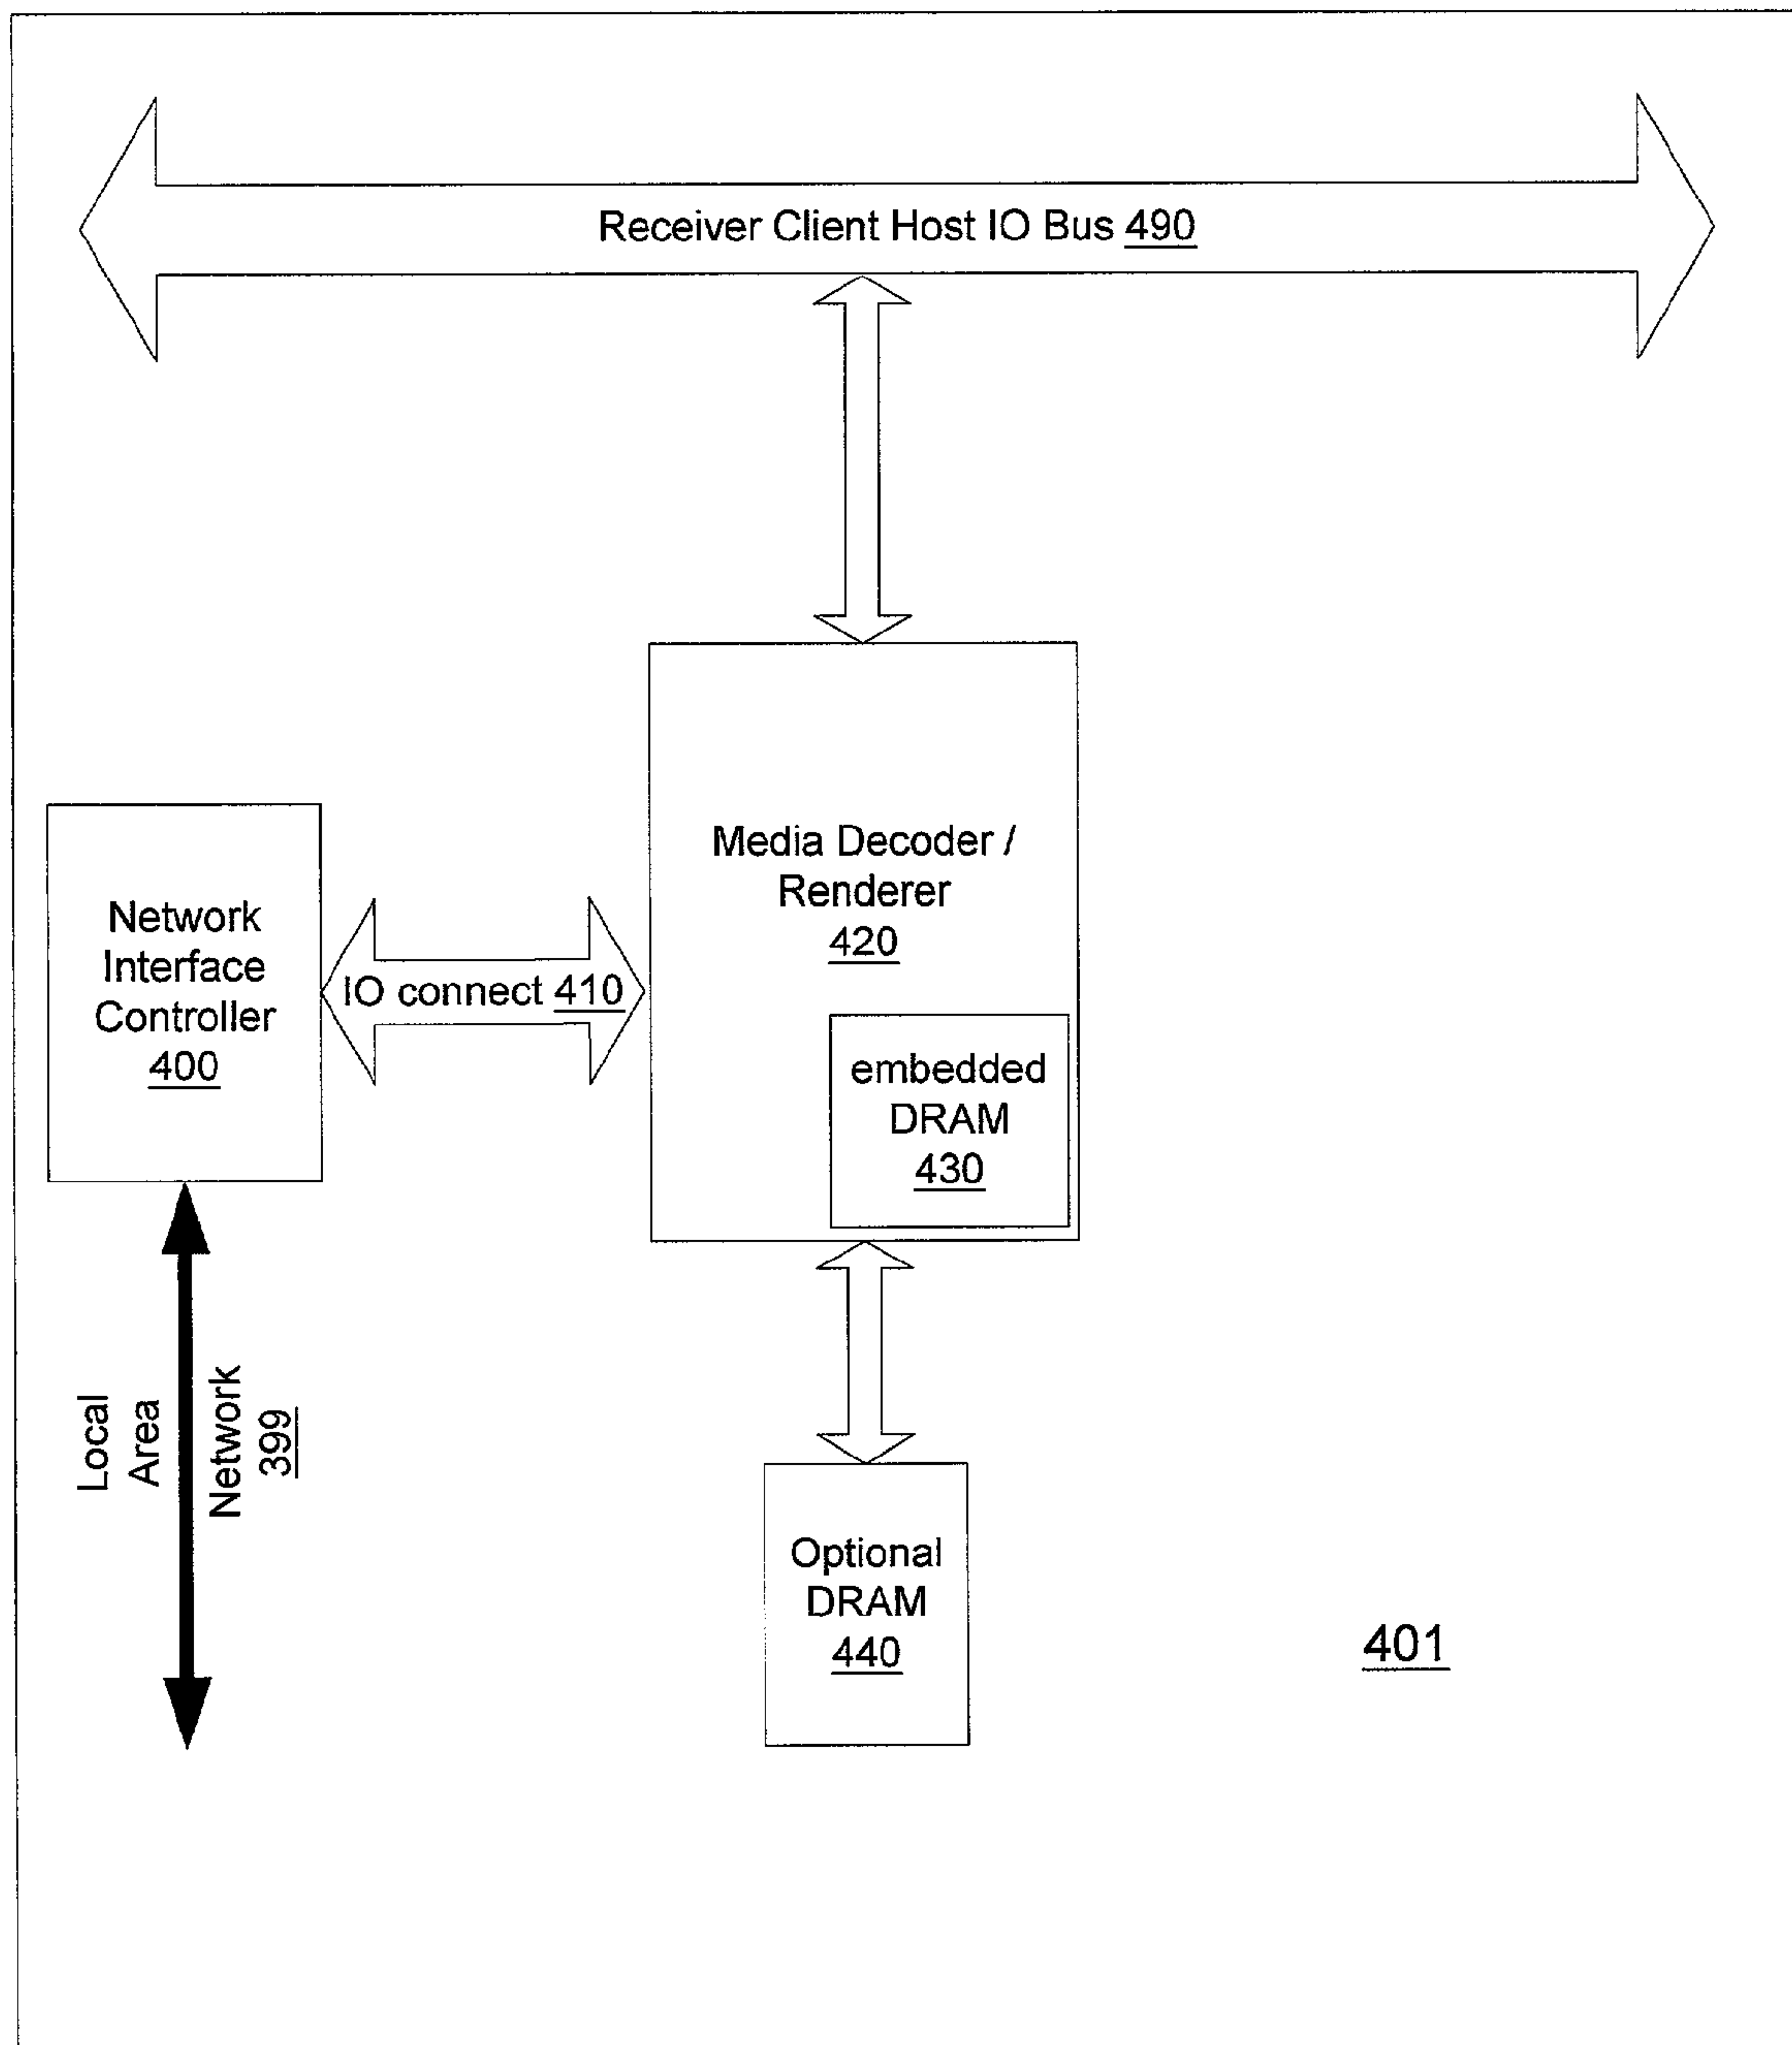 Receiver Client Host IO Bus 490
Media Decoder /
Renderer
420
Network
Interface
Controller
400
IO connect 410
embedded
DRAM
430
Local
Area
Network
399
Optional
DRAM
440
401